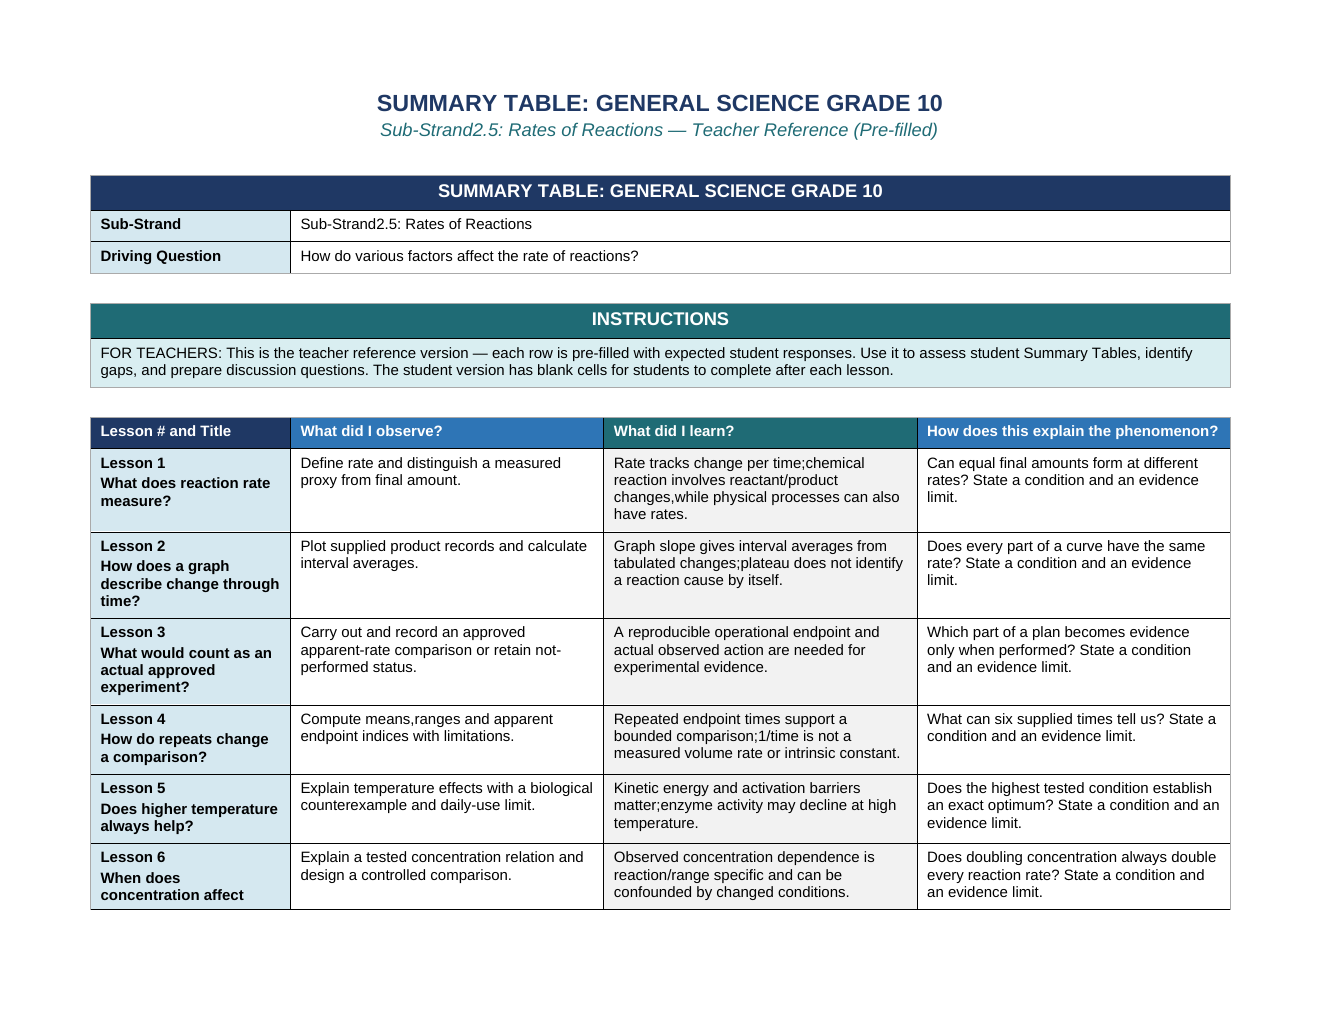 SUMMARY TABLE: GENERAL SCIENCE GRADE 10
Sub-Strand2.5: Rates of Reactions — Teacher Reference (Pre-filled)
SUMMARY TABLE: GENERAL SCIENCE GRADE 10
Sub-Strand
Sub-Strand2.5: Rates of Reactions
Driving Question
How do various factors affect the rate of reactions?
INSTRUCTIONS
FOR TEACHERS: This is the teacher reference version — each row is pre-filled with expected student responses. Use it to assess student Summary Tables, identify
gaps, and prepare discussion questions. The student version has blank cells for students to complete after each lesson.
Lesson # and Title
What did I observe?
What did I learn?
How does this explain the phenomenon?
Lesson 1
What does reaction rate
measure?
Define rate and distinguish a measured
proxy from final amount.
Rate tracks change per time;chemical
reaction involves reactant/product
changes,while physical processes can also
have rates.
Can equal final amounts form at different
rates? State a condition and an evidence
limit.
Lesson 2
How does a graph
describe change through
time?
Plot supplied product records and calculate
interval averages.
Graph slope gives interval averages from
tabulated changes;plateau does not identify
a reaction cause by itself.
Does every part of a curve have the same
rate? State a condition and an evidence
limit.
Lesson 3
What would count as an
actual approved
experiment?
Carry out and record an approved
apparent-rate comparison or retain not-
performed status.
A reproducible operational endpoint and
actual observed action are needed for
experimental evidence.
Which part of a plan becomes evidence
only when performed? State a condition
and an evidence limit.
Lesson 4
How do repeats change
a comparison?
Compute means,ranges and apparent
endpoint indices with limitations.
Repeated endpoint times support a
bounded comparison;1/time is not a
measured volume rate or intrinsic constant.
What can six supplied times tell us? State a
condition and an evidence limit.
Lesson 5
Does higher temperature
always help?
Explain temperature effects with a biological
counterexample and daily-use limit.
Kinetic energy and activation barriers
matter;enzyme activity may decline at high
temperature.
Does the highest tested condition establish
an exact optimum? State a condition and an
evidence limit.
Lesson 6
When does
concentration affect
Explain a tested concentration relation and
design a controlled comparison.
Observed concentration dependence is
reaction/range specific and can be
confounded by changed conditions.
Does doubling concentration always double
every reaction rate? State a condition and
an evidence limit.